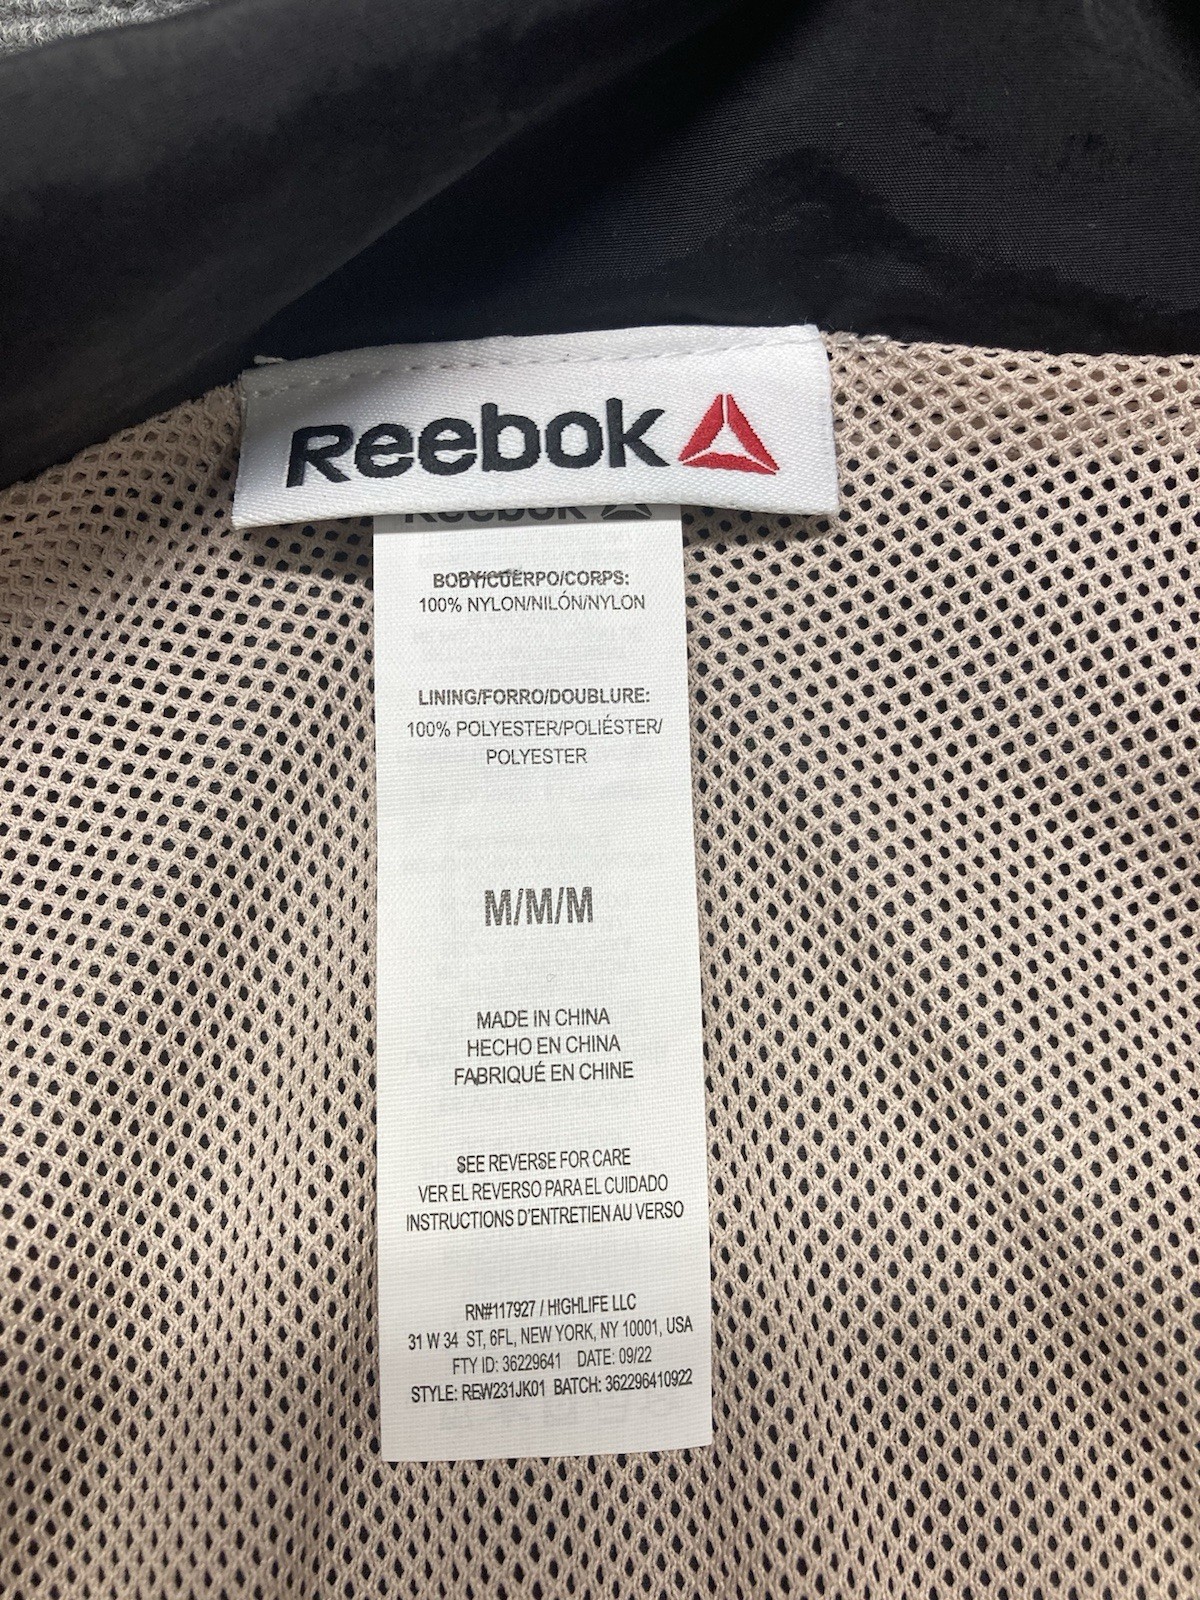 Reebok
Reebok
BODY/CUERPO/CORPS:
100% NYLON/NILÓN/NYLON
LINING/FORRO/DOUBLURE:
100% POLYESTER/POLIÉSTER/
POLYESTER
M/M/M
MADE IN CHINA
HECHO EN CHINA
FABRIQUÉ EN CHINE
SEE REVERSE FOR CARE
VER EL REVERSO PARA EL CUIDADO
INSTRUCTIONS D'ENTRETIEN AU VERSO
RN#117927 / HIGHLIFE LLC
31 W 34 ST, 6FL, NEW YORK, NY 10001, USA
FTY ID: 36229641 DATE: 09/22
STYLE: REW231JK01 BATCH: 362296410922